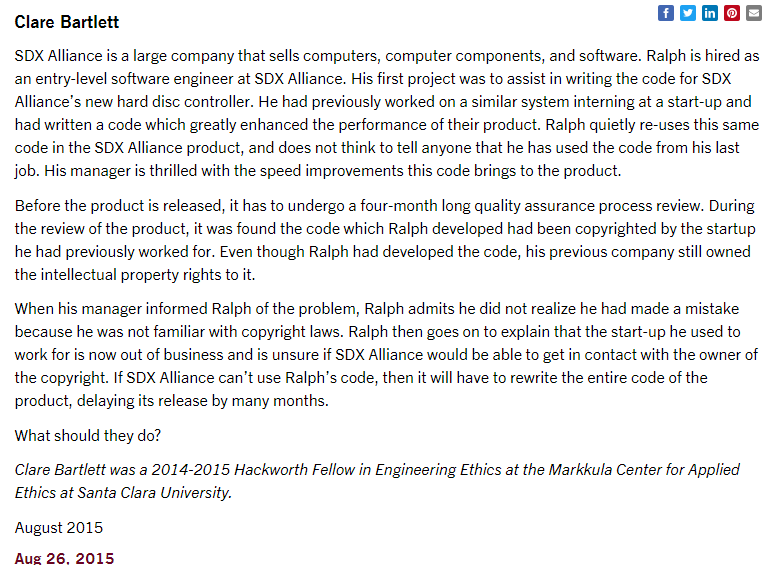 Clare Bartlett
SDX Alliance is a large company that sells computers, computer components, and software. Ralph is hired as
an entry-level software engineer at SDX Alliance. His first project was to assist in writing the code for SDX
Alliance’s new hard disc controller. He had previously worked on a similar system interning at a start-up and
had written a code which greatly enhanced the performance of their product. Ralph quietly re-uses this same
code in the SDX Alliance product, and does not think to tell anyone that he has used the code from his last
job. His manager is thrilled with the speed improvements this code brings to the product.
Before the product is released, it has to undergo a four-month long quality assurance process review. During
the review of the product, it was found the code which Ralph developed had been copyrighted by the startup
he had previously worked for. Even though Ralph had developed the code, his previous company still owned
the intellectual property rights to it.
When his manager informed Ralph of the problem, Ralph admits he did not realize he had made a mistake
because he was not familiar with copyright laws. Ralph then goes on to explain that the start-up he used to
work for is now out of business and is unsure if SDX Alliance would be able to get in contact with the owner of
the copyright. If SDX Alliance can’t use Ralph’s code, then it will have to rewrite the entire code of the
product, delaying its release by many months.
What should they do?
Clare Bartlett was a 2014-2015 Hackworth Fellow in Engineering Ethics at the Markkula Center for Applied
Ethics at Santa Clara University.
August 2015
Aug 26, 2015